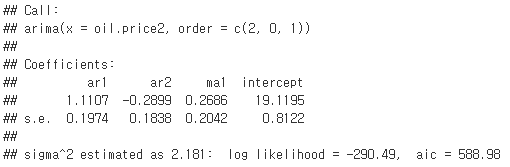 ## Call:
## arima(x = oil.price2, order = c(2, 0, 1))
##
## Coefficients:
## ar1 ar2 ma1 intercept
## 1.1107 -0.2899 0.2686 19.1195
## s.e. 0.1974 0.1838 0.2042 0.8122
##
## sigma^2 estimated as 2.181: log likelihood = -290.49, aic = 588.98